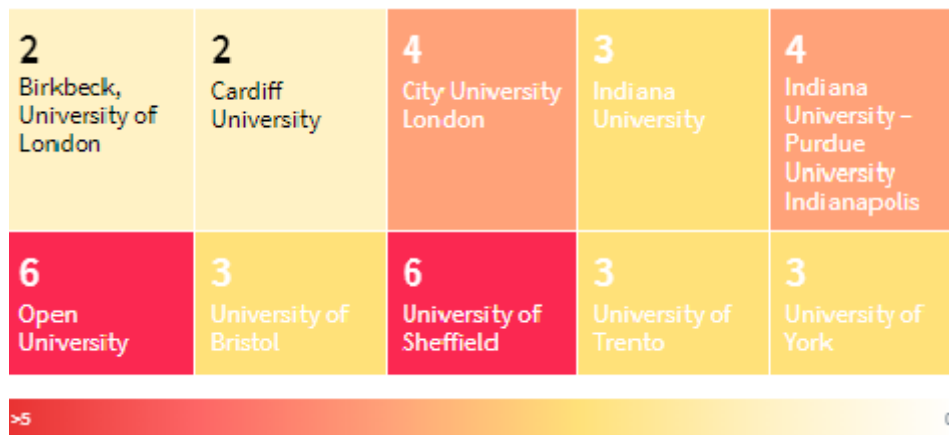 2
Birkbeck,
University of
London
2
Cardiff
University
4
City University
London
3
Indiana
University
4
Indiana
University –
Purdue
University
Indianapolis
6
Open
University
3
University of
Bristol
6
University of
Sheffield
3
University of
Trento
3
University of
York
>5